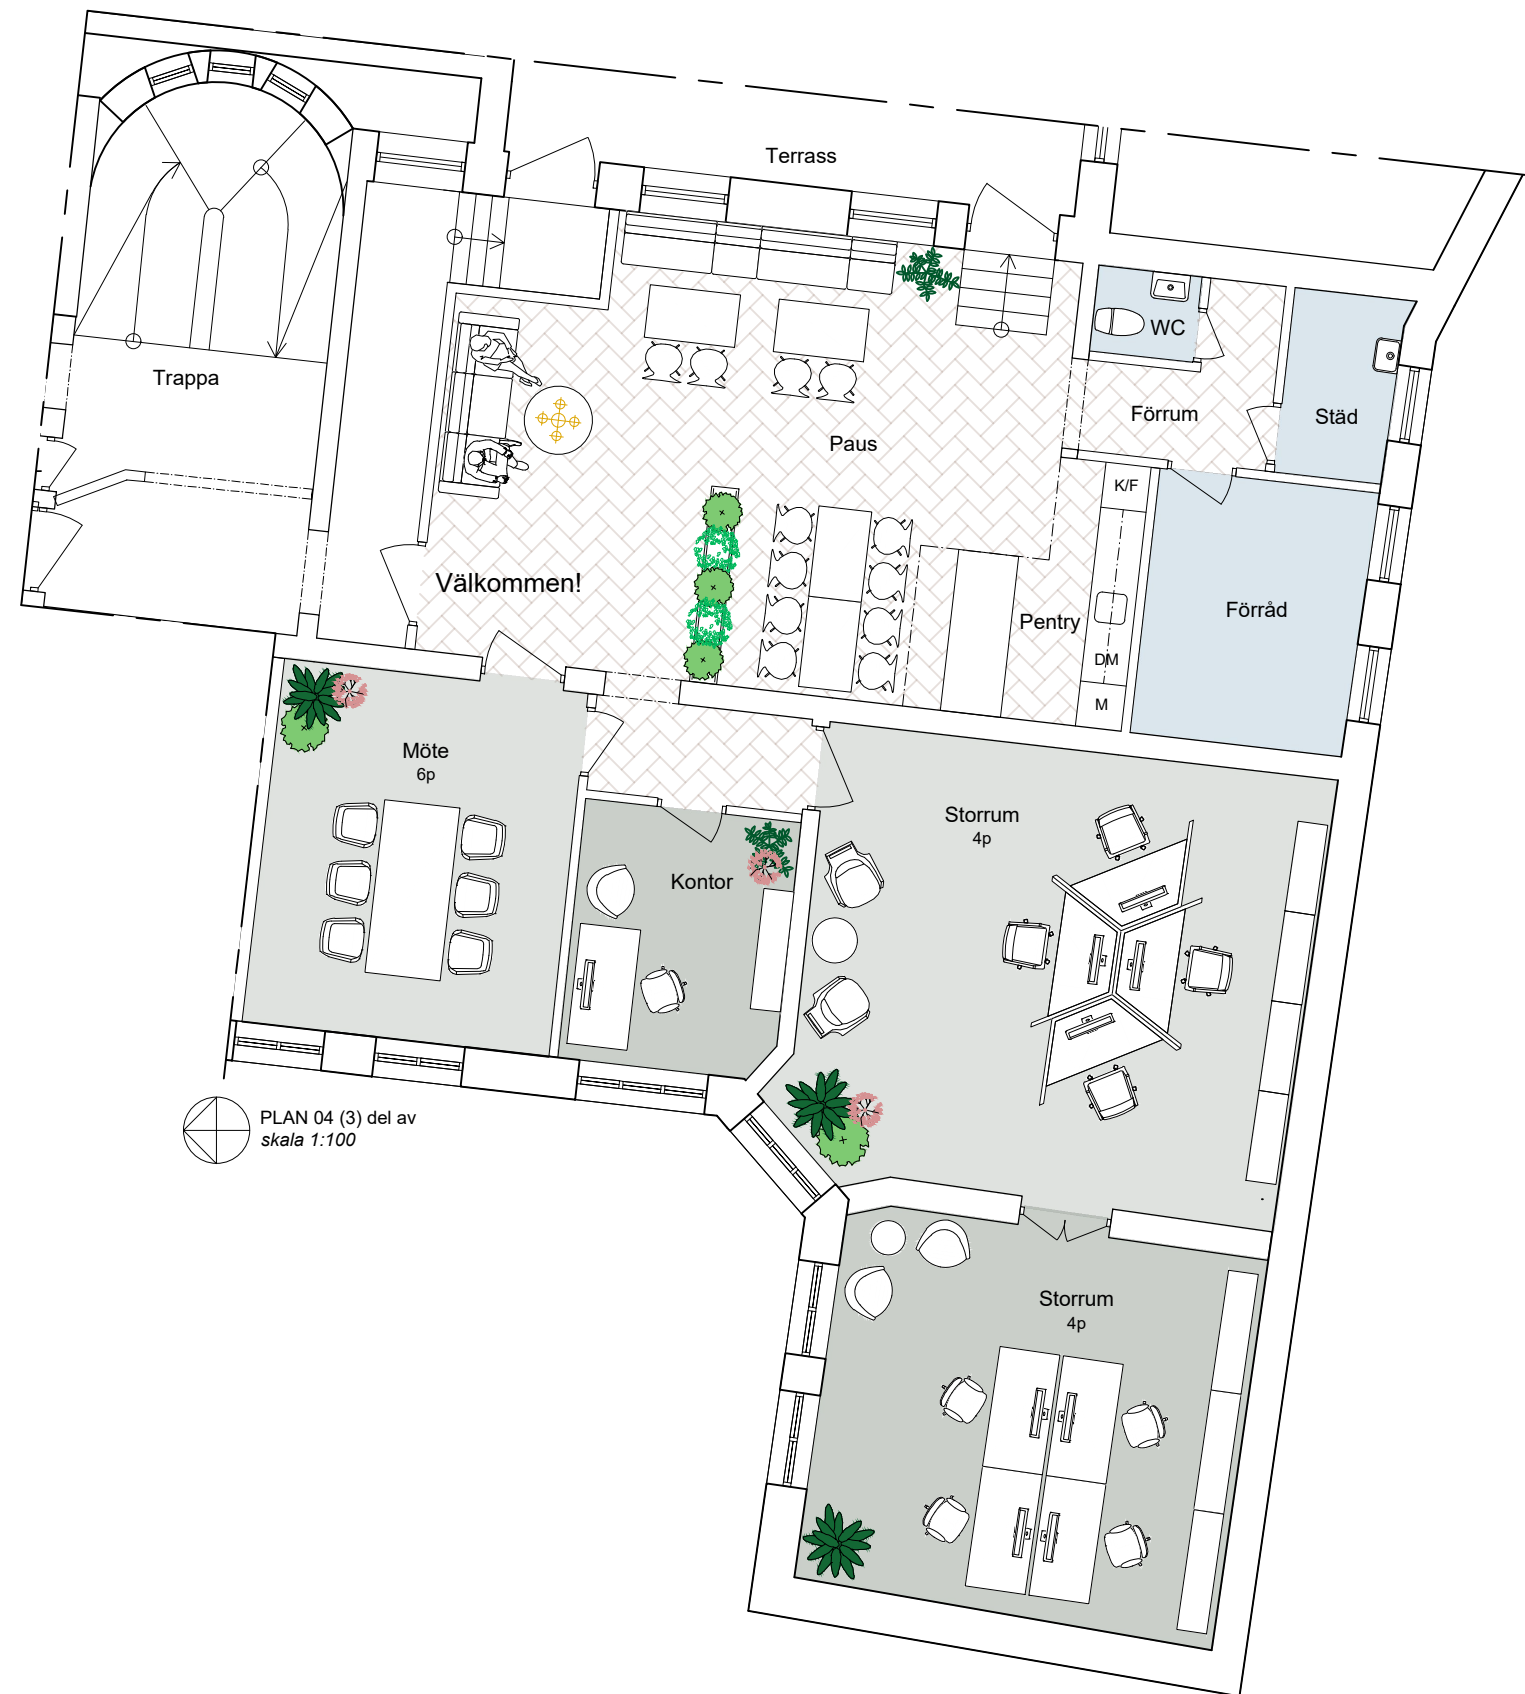 Terrass
WC
Trappa
Förrum
Städ
Paus
K/F
Välkommen!
Förråd
Pentry
DM
M
Möte
6p
Storrum
4p
Kontor
PLAN 04 (3) del av
skala 1:100
Storrum
4p